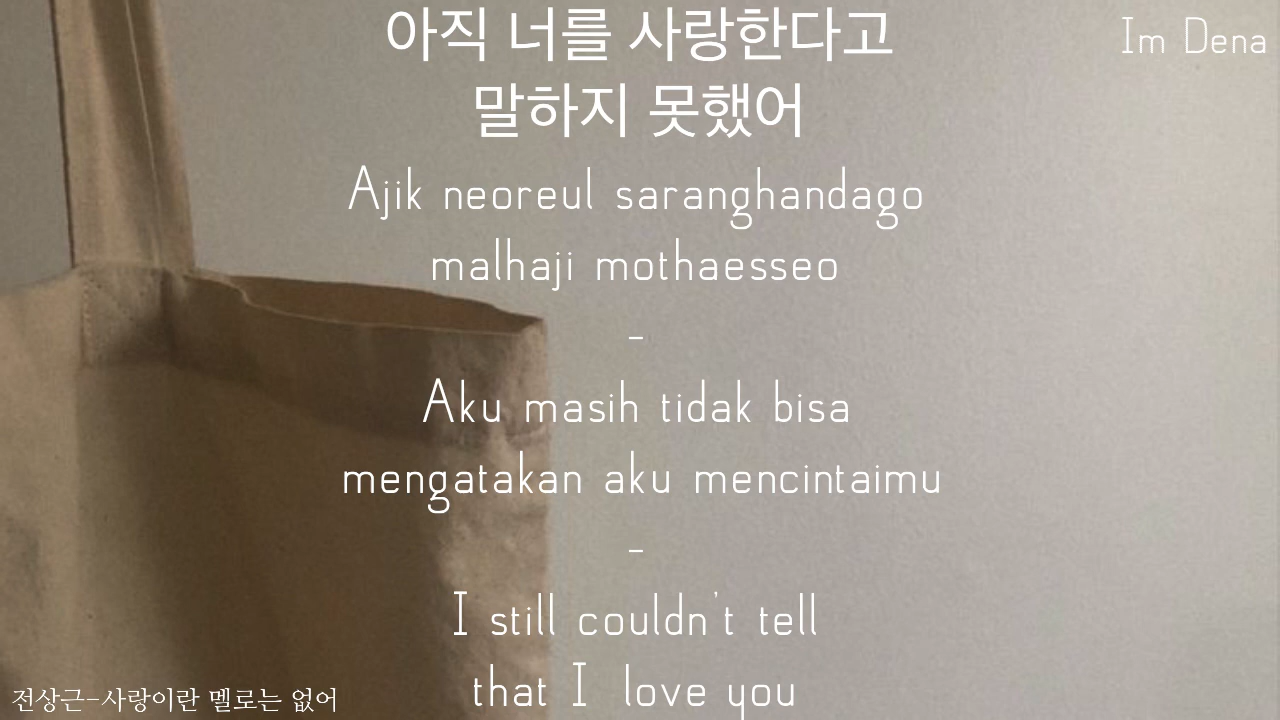 아직 너를 사랑한다고
말하지 못했어
Im Dena
Ajik neoreul saranghandago
malhaji mothaesseo
-
Aku masih tidak bisa
mengatakan aku mencintaimu
-
I still couldn't tell
that I love you
전상근-사랑이란 멜로는 없어